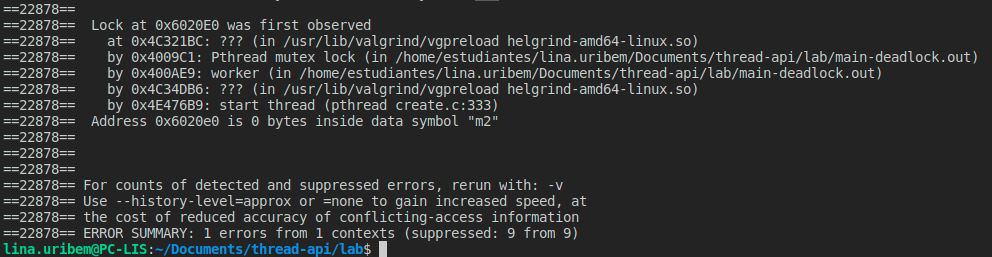 ==22878==
==22878==  Lock at 0x6020E0 was first observed
==22878==    at 0x4C321BC: ??? (in /usr/lib/valgrind/vgpreload helgrind-amd64-linux.so)
==22878==    by 0x4009C1: Pthread mutex lock (in /home/estudiantes/lina.uribem/Documents/thread-api/lab/main-deadlock.out)
==22878==    by 0x400AE9: worker (in /home/estudiantes/lina.uribem/Documents/thread-api/lab/main-deadlock.out)
==22878==    by 0x4C34DB6: ??? (in /usr/lib/valgrind/vgpreload helgrind-amd64-linux.so)
==22878==    by 0x4E476B9: start thread (pthread create.c:333)
==22878==  Address 0x6020e0 is 0 bytes inside data symbol "m2"
==22878==
==22878==
==22878==
==22878== For counts of detected and suppressed errors, rerun with: -v
==22878== Use --history-level=approx or =none to gain increased speed, at
==22878== the cost of reduced accuracy of conflicting-access information
==22878== ERROR SUMMARY: 1 errors from 1 contexts (suppressed: 9 from 9)
lina.uribem@PC-LIS:~/Documents/thread-api/lab$